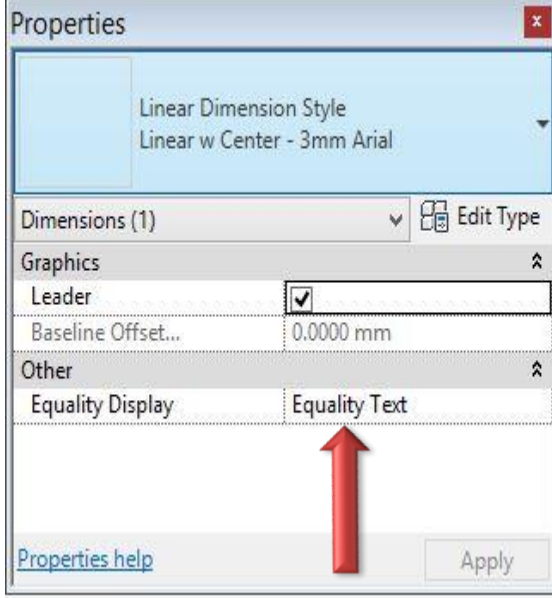 Properties
x
Linear Dimension Style
Linear w Center - 3mm Arial
Dimensions (1)
Edit Type
Graphics
Leader
Baseline Offset... 0.0000 mm
Other
Equality Display Equality Text
Properties help Apply